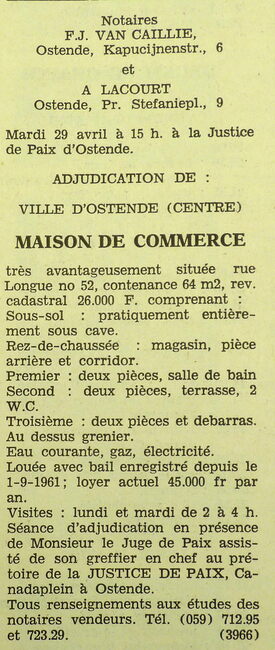 Notaires
F.J. VAN CAILLIE,
Ostende, Kapucijnenstr., 6
et
A LACOURT
Ostende, Pr. Stefaniepl., 9
Mardi 29 avril à 15 h. à la Justice
de Paix d'Ostende.
ADJUDICATION DE :
VILLE D'OSTENDE (CENTRE)
MAISON DE COMMERCE
très avantageusement située rue
Longue no 52, contenance 64 m2, rev.
cadastral 26.000 F. comprenant :
Sous-sol : pratiquement entière-
ment sous cave.
Rez-de-chaussée : magasin, pièce
arrière et corridor.
Premier : deux pièces, salle de bain
Second : deux pièces, terrasse, 2
W.C.
Troisième : deux pièces et debarras.
Au dessus grenier.
Eau courante, gaz, électricité.
Louée avec bail enregistré depuis le
1-9-1961 ; loyer actuel 45.000 fr par
an.
Visites : lundi et mardi de 2 à 4 h.
Séance d'adjudication en présence
de Monsieur le Juge de Paix assis-
té de son greffier en chef au pré-
toire de la JUSTICE DE PAIX, Ca-
nadaplein à Ostende.
Tous renseignements aux études des
notaires vendeurs. Tél. (059) 712.95
et 723.29. (3966)